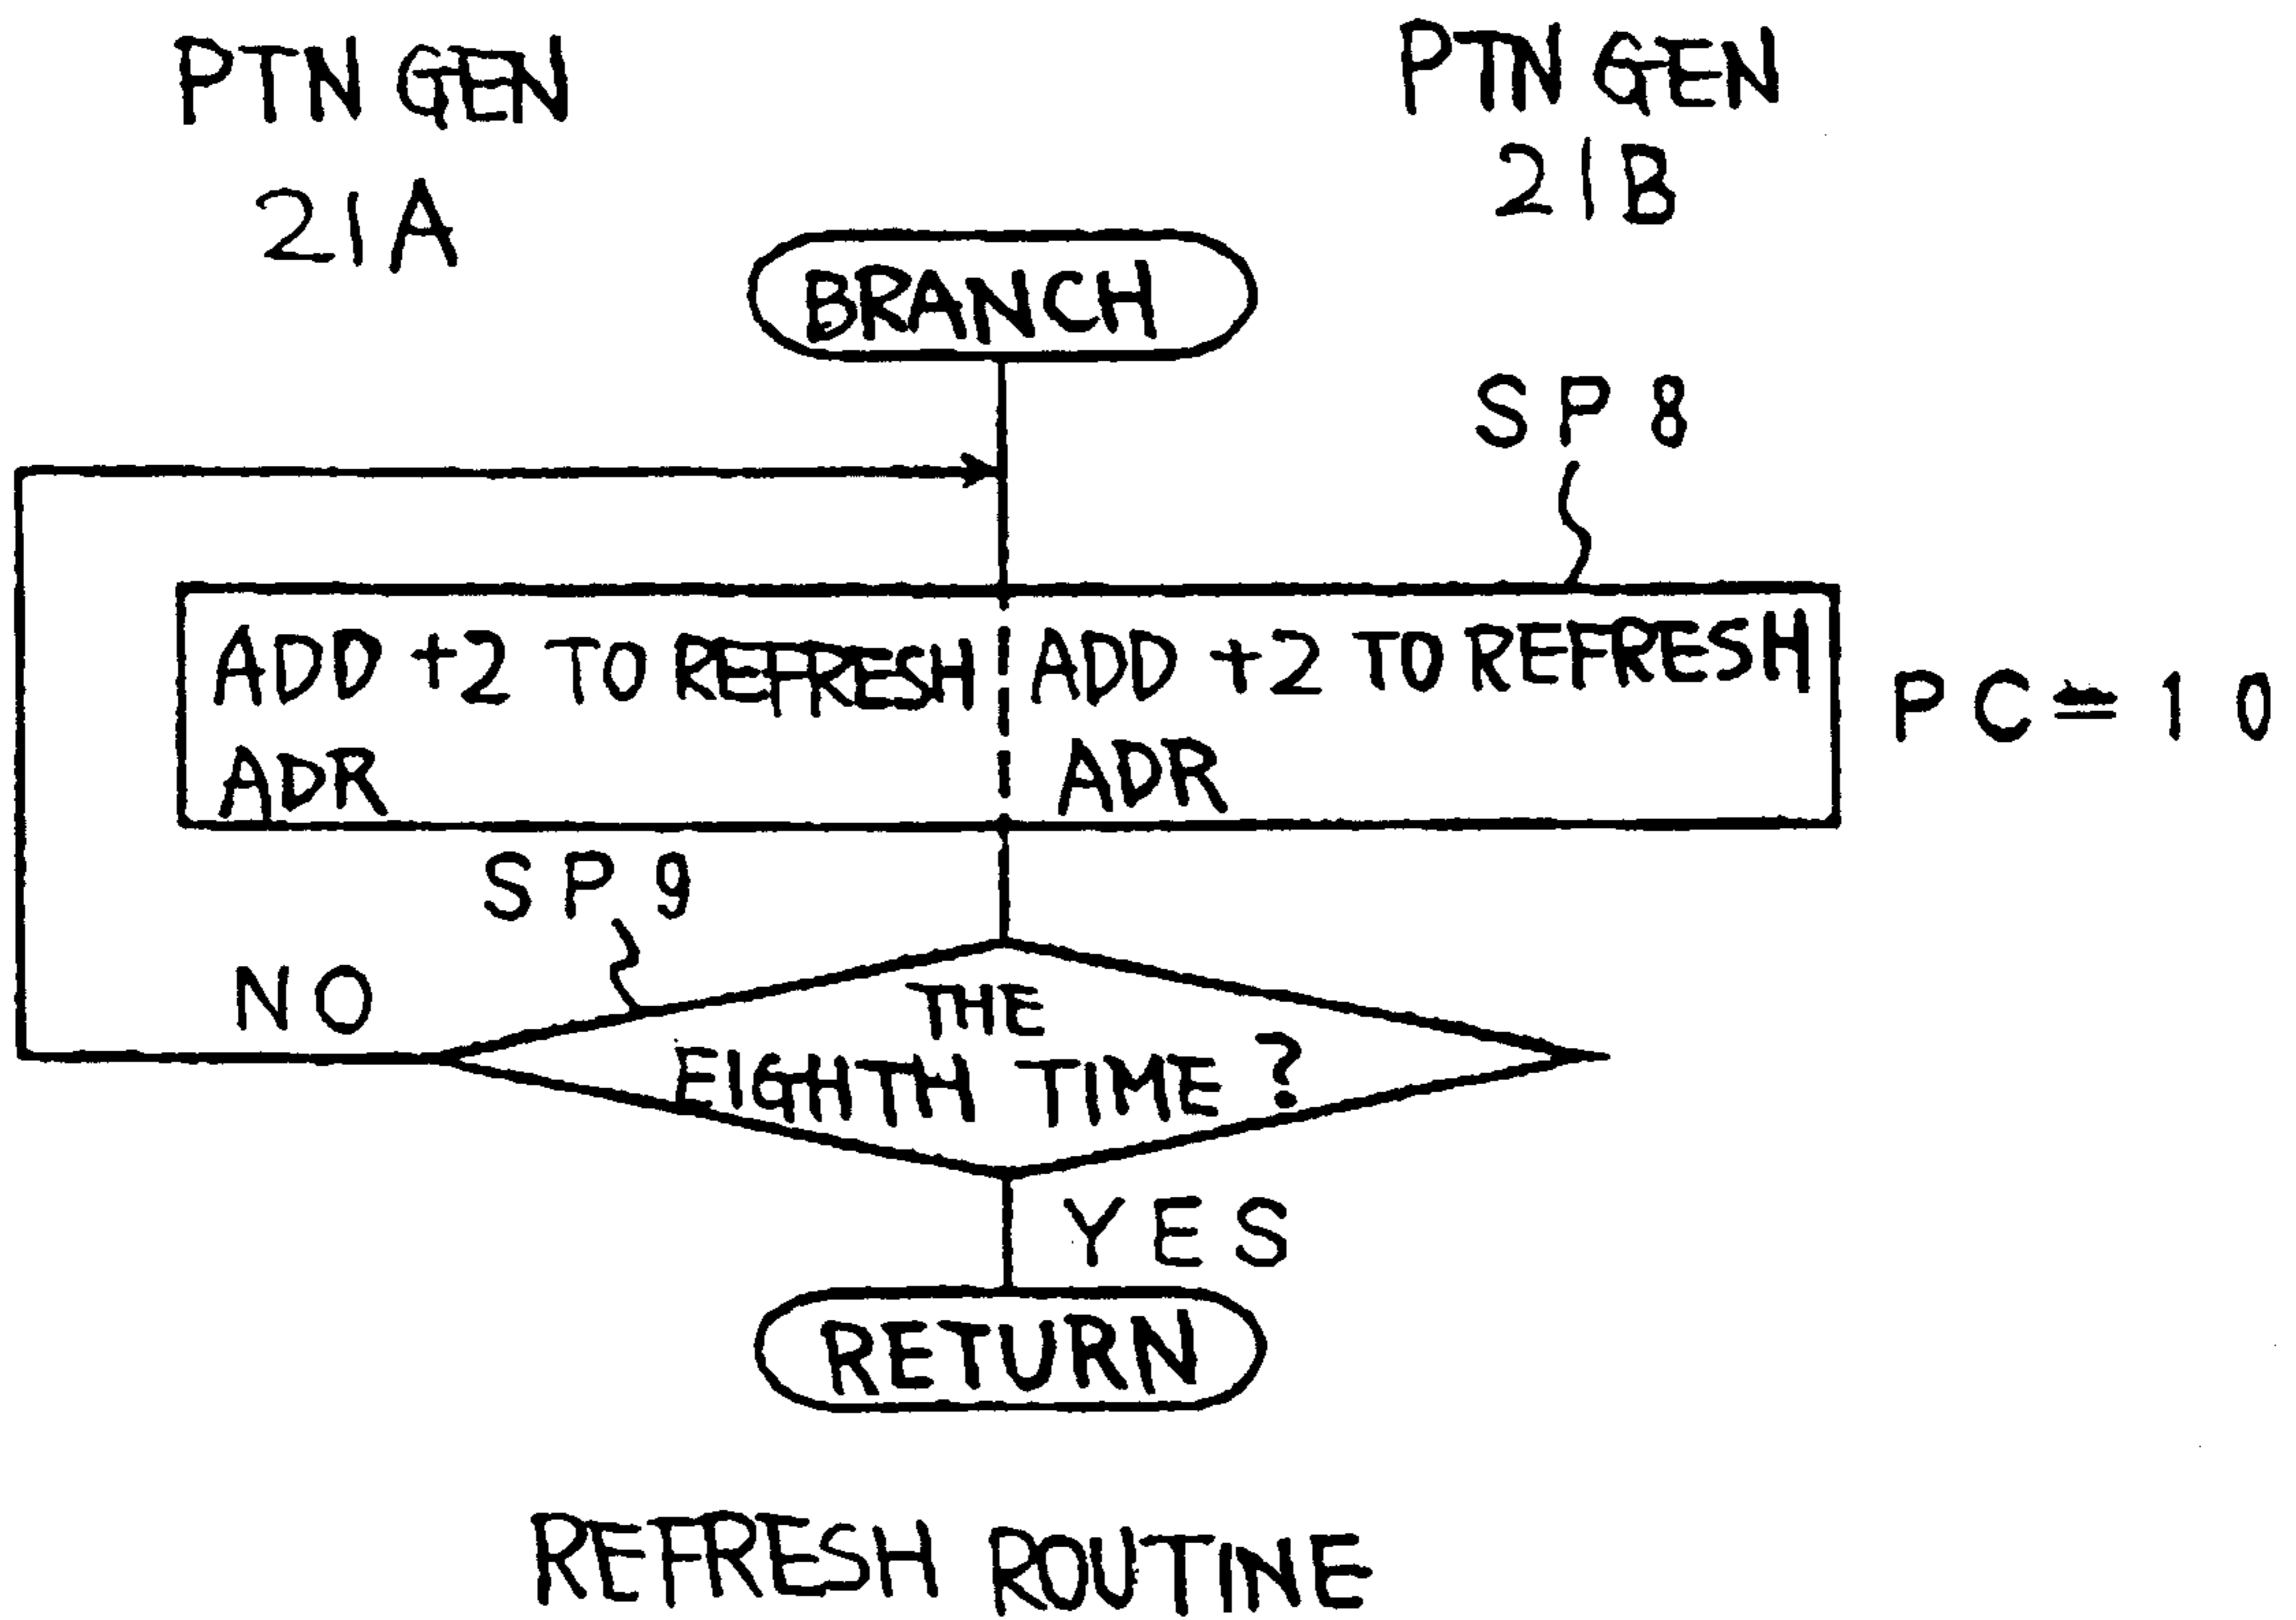 PTN GEN
21A
PTN GEN
21B
BRANCH
SP8
ADD +2 TO REFRESH
ADR
ADD +2 TO REFRESH
ADR
PC≃10
SP9
NO
THE
EIGHTH TIME ?
YES
RETURN
REFRESH ROUTINE